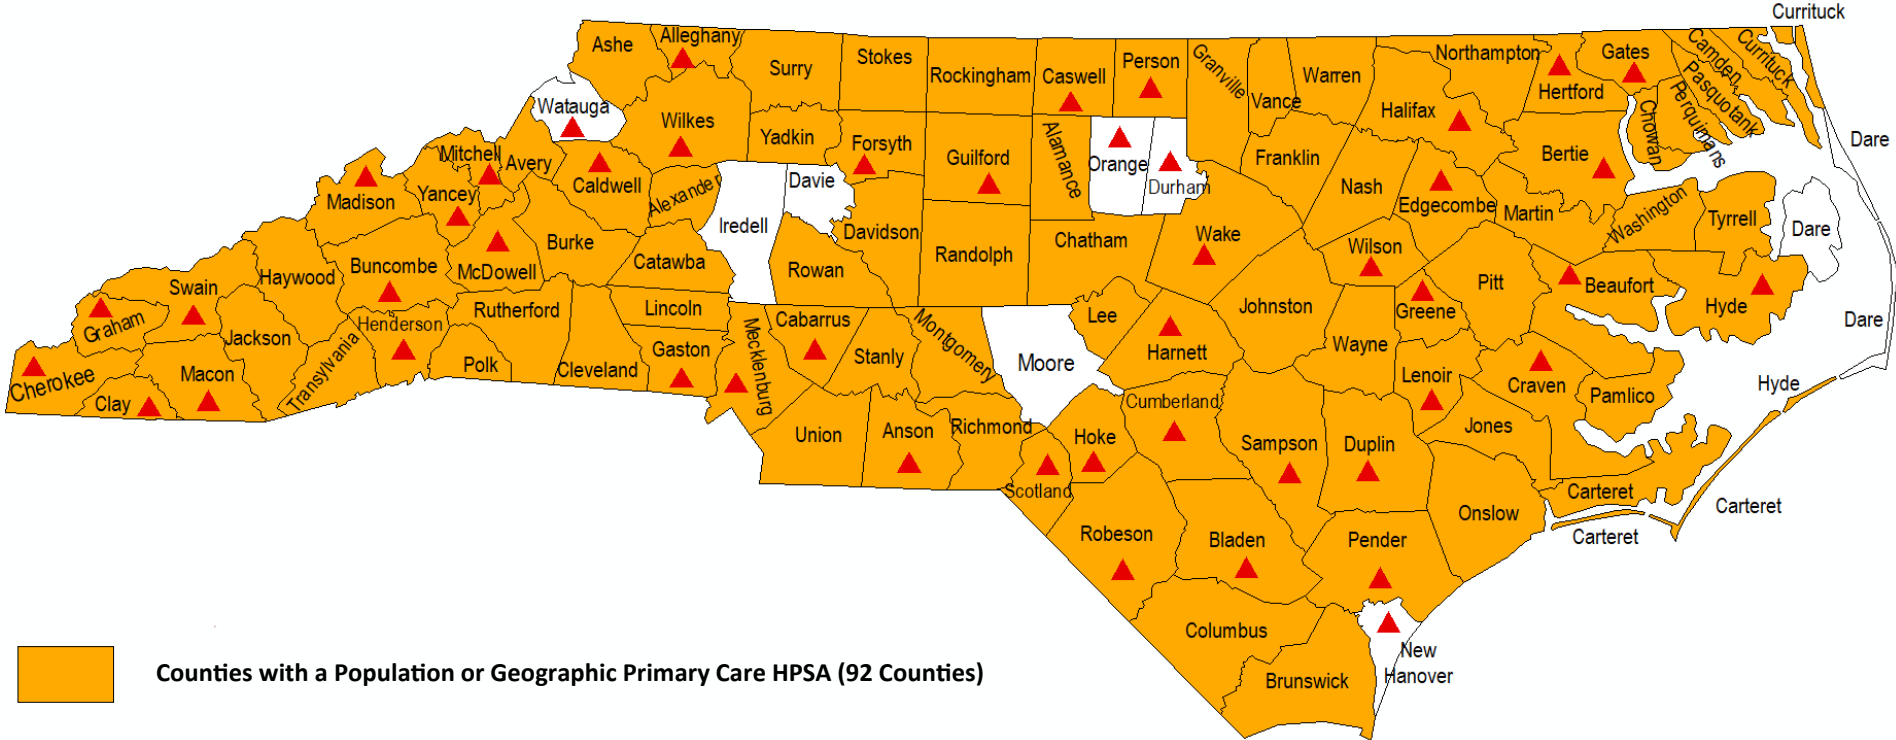 Currituck
Ashe
Alleghany
Surry
Stokes
Rockingham
Caswell
Person
Granville
Vance
Warren
Northampton
Gates
Camden
Currituck
Pasquotank
Perquimans
Chowan
Hertford
Halifax
Watauga
Wilkes
Yadkin
Forsyth
Guilford
Alamance
Orange
Durham
Franklin
Nash
Edgecombe
Martin
Bertie
Dare
Mitchell
Avery
Caldwell
Alexander
Davie
Iredell
Madison
Yancey
Davidson
Randolph
Chatham
Wake
Wilson
Washington
Tyrrell
Dare
Haywood
Buncombe
McDowell
Burke
Catawba
Rowan
Swain
Graham
Jackson
Henderson
Rutherford
Lincoln
Mecklenburg
Cabarrus
Montgomery
Moore
Lee
Harnett
Johnston
Wayne
Greene
Pitt
Beaufort
Hyde
Dare
Cherokee
Clay
Macon
Transylvania
Polk
Cleveland
Gaston
Stanly
Cumberland
Lenoir
Craven
Pamlico
Hyde
Union
Anson
Richmond
Scotland
Hoke
Sampson
Duplin
Jones
Onslow
Carteret
Carteret
Carteret
Robeson
Bladen
Pender
Columbus
Brunswick
New
Hanover
Counties with a Population or Geographic Primary Care HPSA (92 Counties)